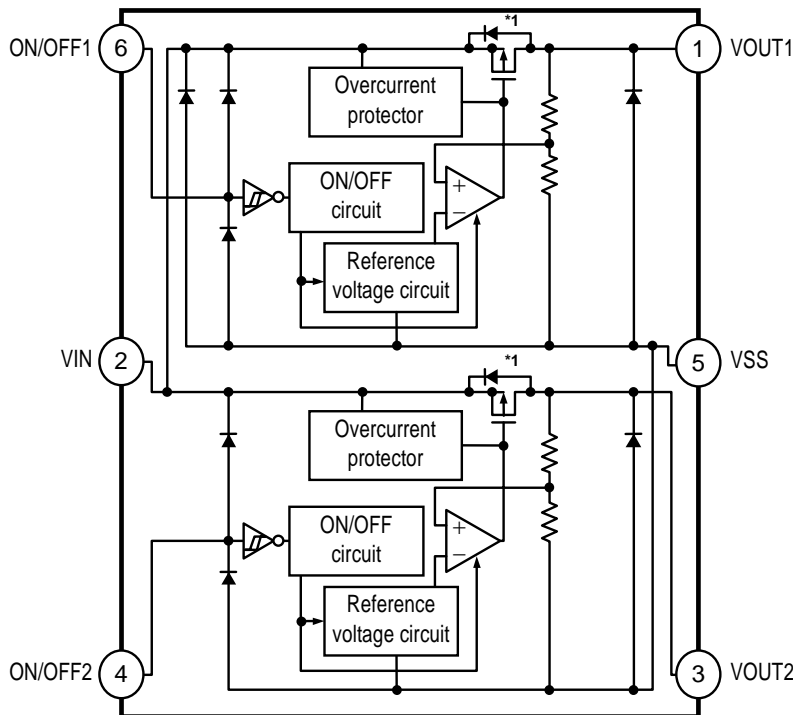 ON/OFF1
6
*1
1
VOUT1
Overcurrent
protector
ON/OFF
circuit
+
−
Reference
voltage circuit
VIN
2
*1
5
VSS
Overcurrent
protector
ON/OFF
circuit
+
−
Reference
voltage circuit
ON/OFF2
4
3
VOUT2